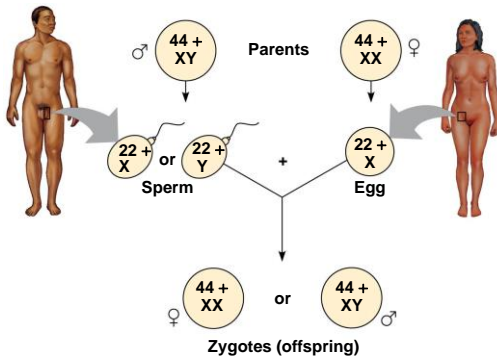 ♂ 44 +
XY
Parents
44 +
XX ♀
22 +
X
or
22 +
Y
+
22 +
X
Sperm
Egg
♀ 44 +
XX
or
44 +
XY ♂
Zygotes (offspring)